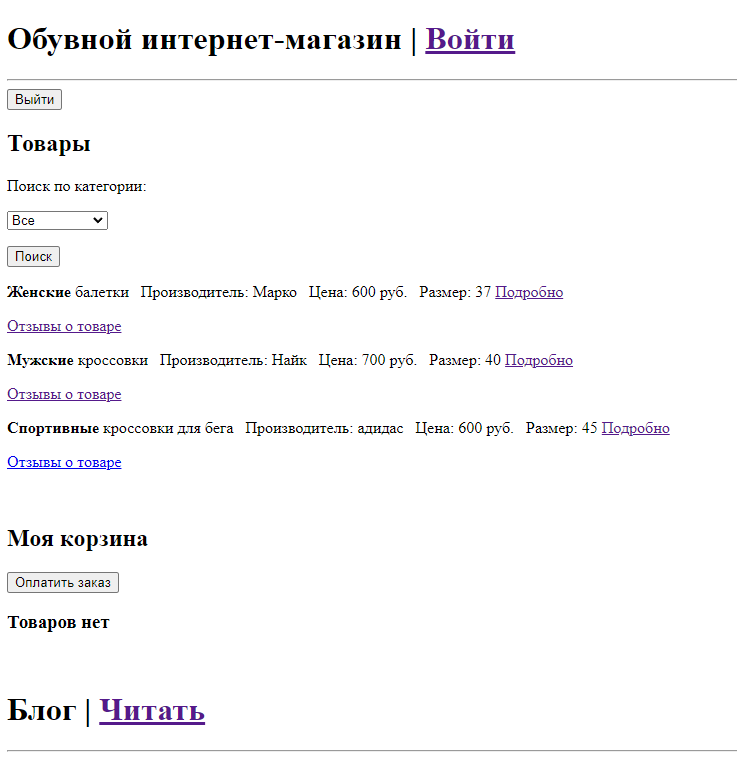 Обувной интернет-магазин | Войти
Выйти
Товары
Поиск по категории:
Все
Поиск
Женские балетки Производитель: Марко Цена: 600 руб. Размер: 37 Подробно
Отзывы о товаре
Мужские кроссовки Производитель: Найк Цена: 700 руб. Размер: 40 Подробно
Отзывы о товаре
Спортивные кроссовки для бега Производитель: адидас Цена: 600 руб. Размер: 45 Подробно
Отзывы о товаре
Моя корзина
Оплатить заказ
Товаров нет
Блог | Читать